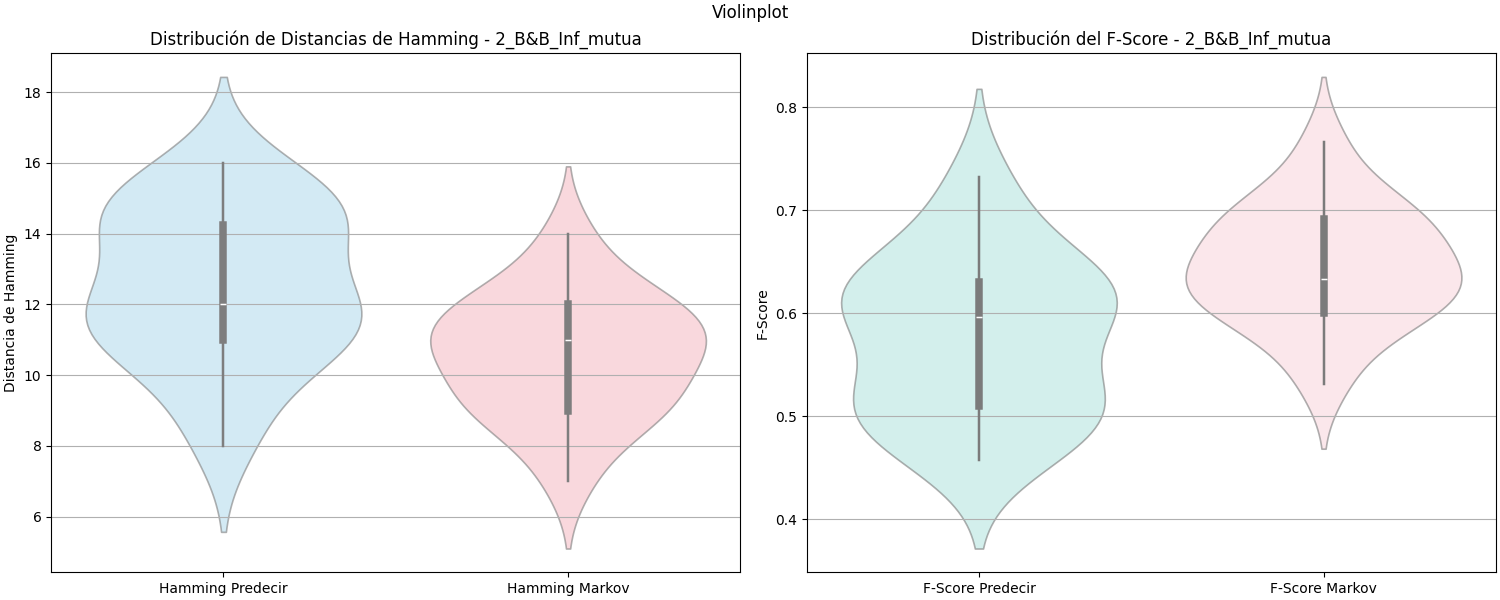 Violinplot
Distribución de Distancias de Hamming - 2_B&B_Inf_mutua
Distancia de Hamming
18
16
14
12
10
8
6
Hamming Predecir
Hamming Markov
Distribución del F-Score - 2_B&B_Inf_mutua
F-Score
0.8
0.7
0.6
0.5
0.4
F-Score Predecir
F-Score Markov